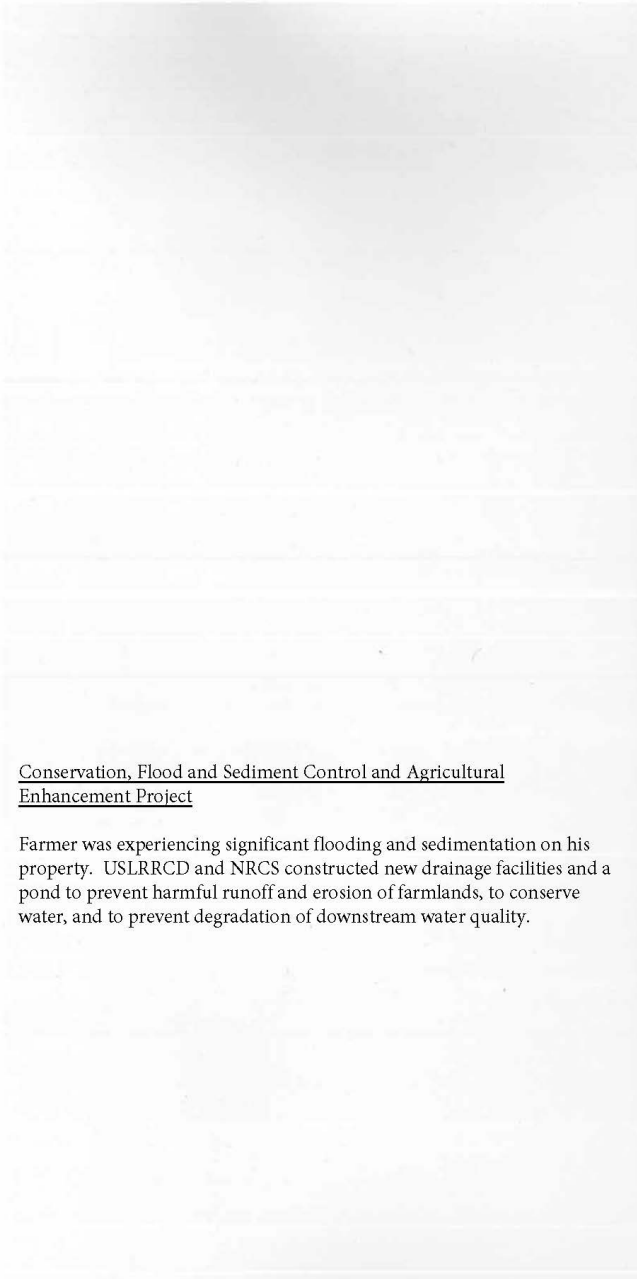 Conservation, Flood and Sediment Control and Agricultural
Enhancement Project
Farmer was experiencing significant flooding and sedimentation on his
property. USLRRCD and NRCS constructed new drainage facilities and a
pond to prevent harmful runoff and erosion of farmlands, to conserve
water, and to prevent degradation of downstream water quality.